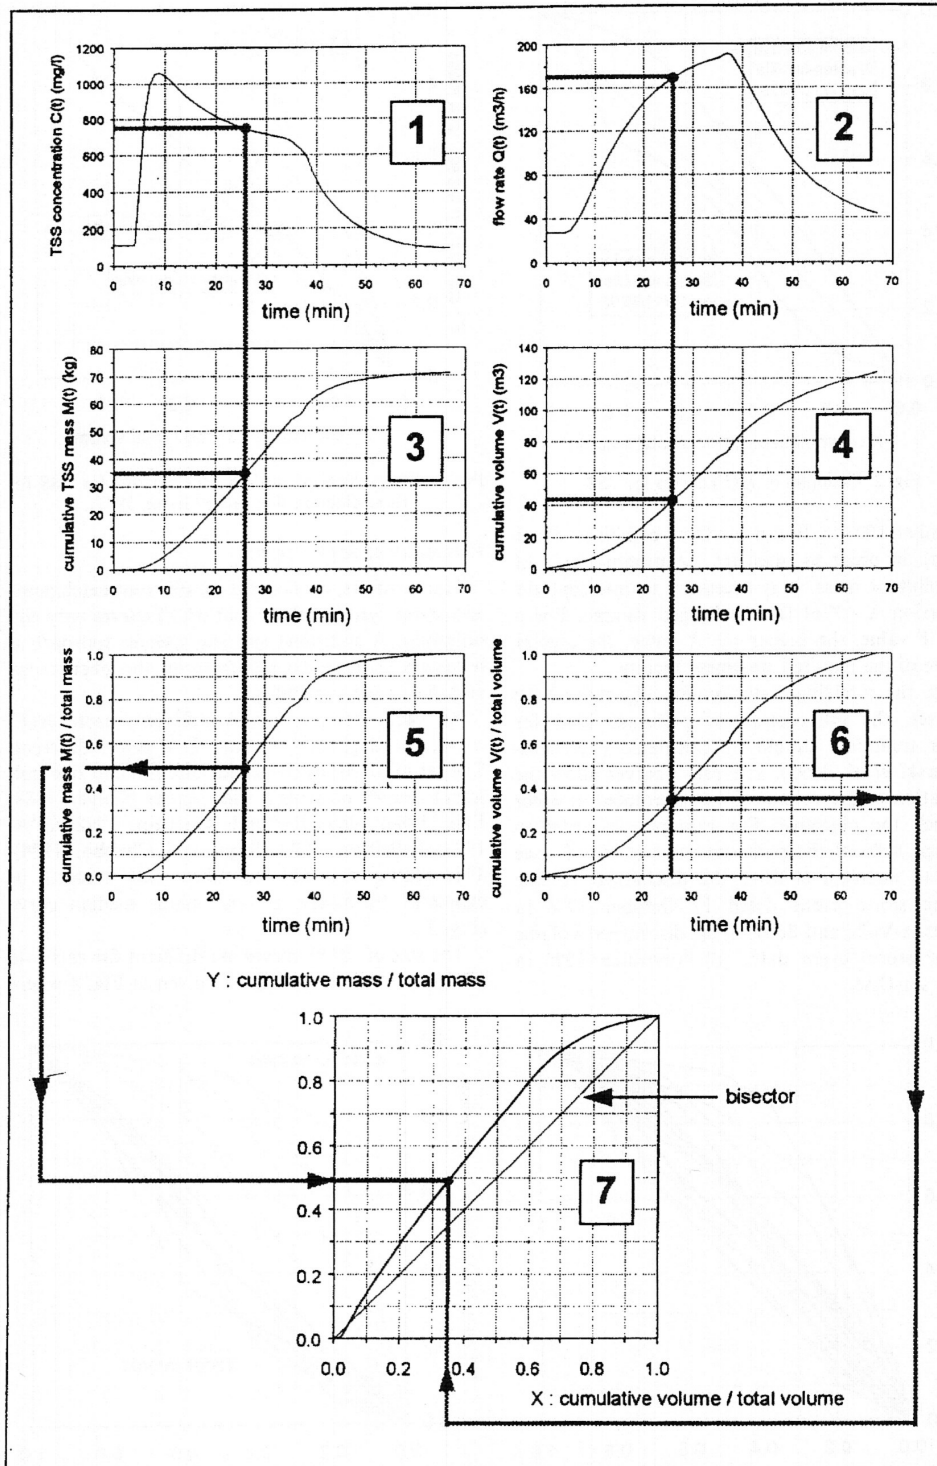 TSS concentration C(t) (mg/l)
1200
1000
800
600
400
200
0
0 10 20 30 40 50 60 70
time (min)
1
flow rate Q(t) (m3/h)
200
160
120
80
40
0
0 10 20 30 40 50 60 70
time (min)
2
cumulative TSS mass M(t) (kg)
80
70
60
50
40
30
20
10
0
0 10 20 30 40 50 60 70
time (min)
3
cumulative volume V(t) (m3)
140
120
100
80
60
40
20
0
0 10 20 30 40 50 60 70
time (min)
4
cumulative mass M(t) / total mass
1.0
0.8
0.6
0.4
0.2
0.0
0 10 20 30 40 50 60 70
time (min)
5
cumulative volume V(t) / total volume
1.0
0.8
0.6
0.4
0.2
0.0
0 10 20 30 40 50 60 70
time (min)
6
Y : cumulative mass / total mass
1.0
0.8
0.6
0.4
0.2
0.0
0.0 0.2 0.4 0.6 0.8 1.0
bisector
7
X : cumulative volume / total volume